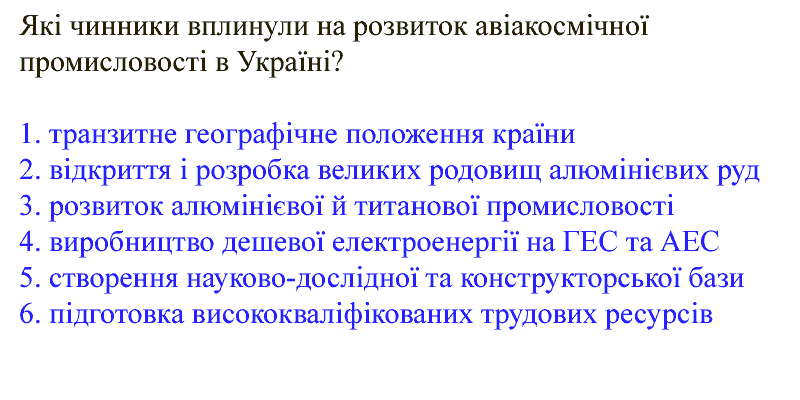 Які чинники вплинули на розвиток авіакосмічної
промисловості в Україні?
1. транзитне географічне положення країни
2. відкриття і розробка великих родовищ алюмінієвих руд
3. розвиток алюмінієвої й титанової промисловості
4. виробництво дешевої електроенергії на ГЕС та АЕС
5. створення науково-дослідної та конструкторської бази
6. підготовка висококваліфікованих трудових ресурсів